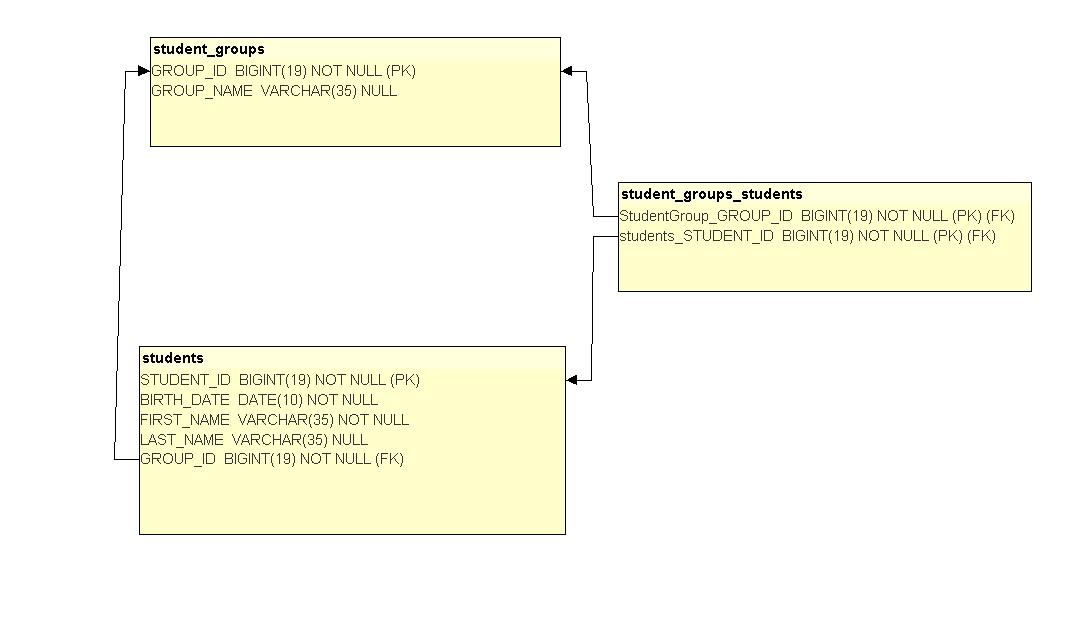 student_groups
GROUP_ID BIGINT(19) NOT NULL (PK)
GROUP_NAME VARCHAR(35) NULL
student_groups_students
StudentGroup_GROUP_ID BIGINT(19) NOT NULL (PK) (FK)
students_STUDENT_ID BIGINT(19) NOT NULL (PK) (FK)
students
STUDENT_ID BIGINT(19) NOT NULL (PK)
BIRTH_DATE DATE(10) NOT NULL
FIRST_NAME VARCHAR(35) NOT NULL
LAST_NAME VARCHAR(35) NULL
GROUP_ID BIGINT(19) NOT NULL (FK)